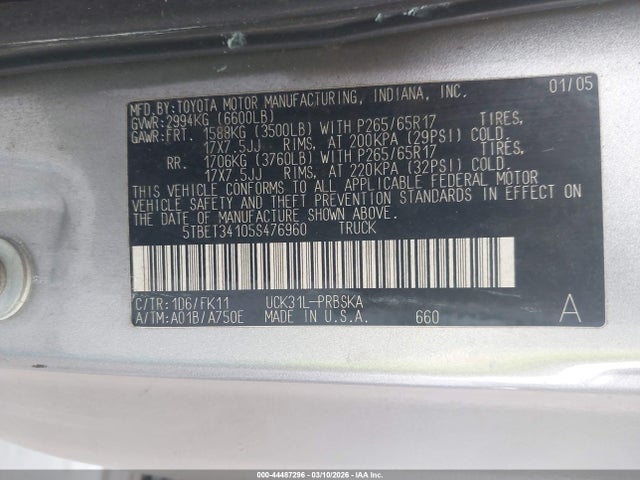 MFD.BY:TOYOTA MOTOR MANUFACTURING, INDIANA, INC. 01/05
GVWR:2994KG (6600LB)
GAWR:FRT. 1588KG (3500LB) WITH P265/65R17 TIRES,
17X7.5JJ RIMS, AT 200KPA (29PSI) COLD.
RR. 1706KG (3760LB) WITH P265/65R17 TIRES,
17X7.5JJ RIMS, AT 220KPA (32PSI) COLD.
THIS VEHICLE CONFORMS TO ALL APPLICABLE FEDERAL MOTOR
VEHICLE SAFETY AND THEFT PREVENTION STANDARDS IN EFFECT ON
THE DATE OF MANUFACTURE SHOWN ABOVE.
5TBET34105S476960 TRUCK
C/TR:1D6/FK11 UCK31L-PRBSKA
A/TM:A01B/A750E MADE IN U.S.A. 660 A
000-44487296 - 03/10/2026 - IAA Inc.